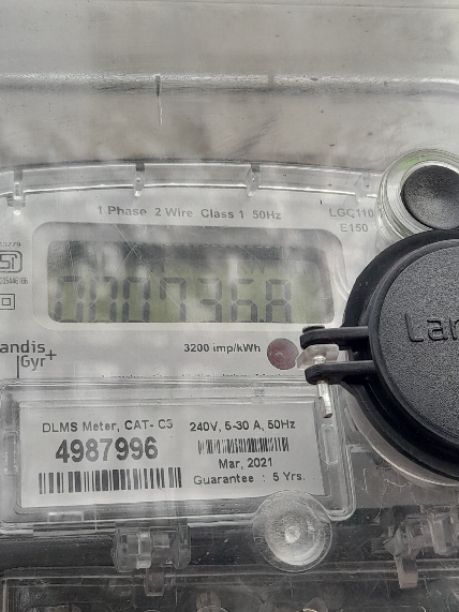 1 Phase 2 Wire Class 1 50Hz
LGC110
E150
andis
Gyr+
3200 imp/kWh
Lan
DLMS Meter, CAT- C3
4987996
240V, 5-30 A, 50Hz
Mar, 2021
Guarantee : 5 Yrs.